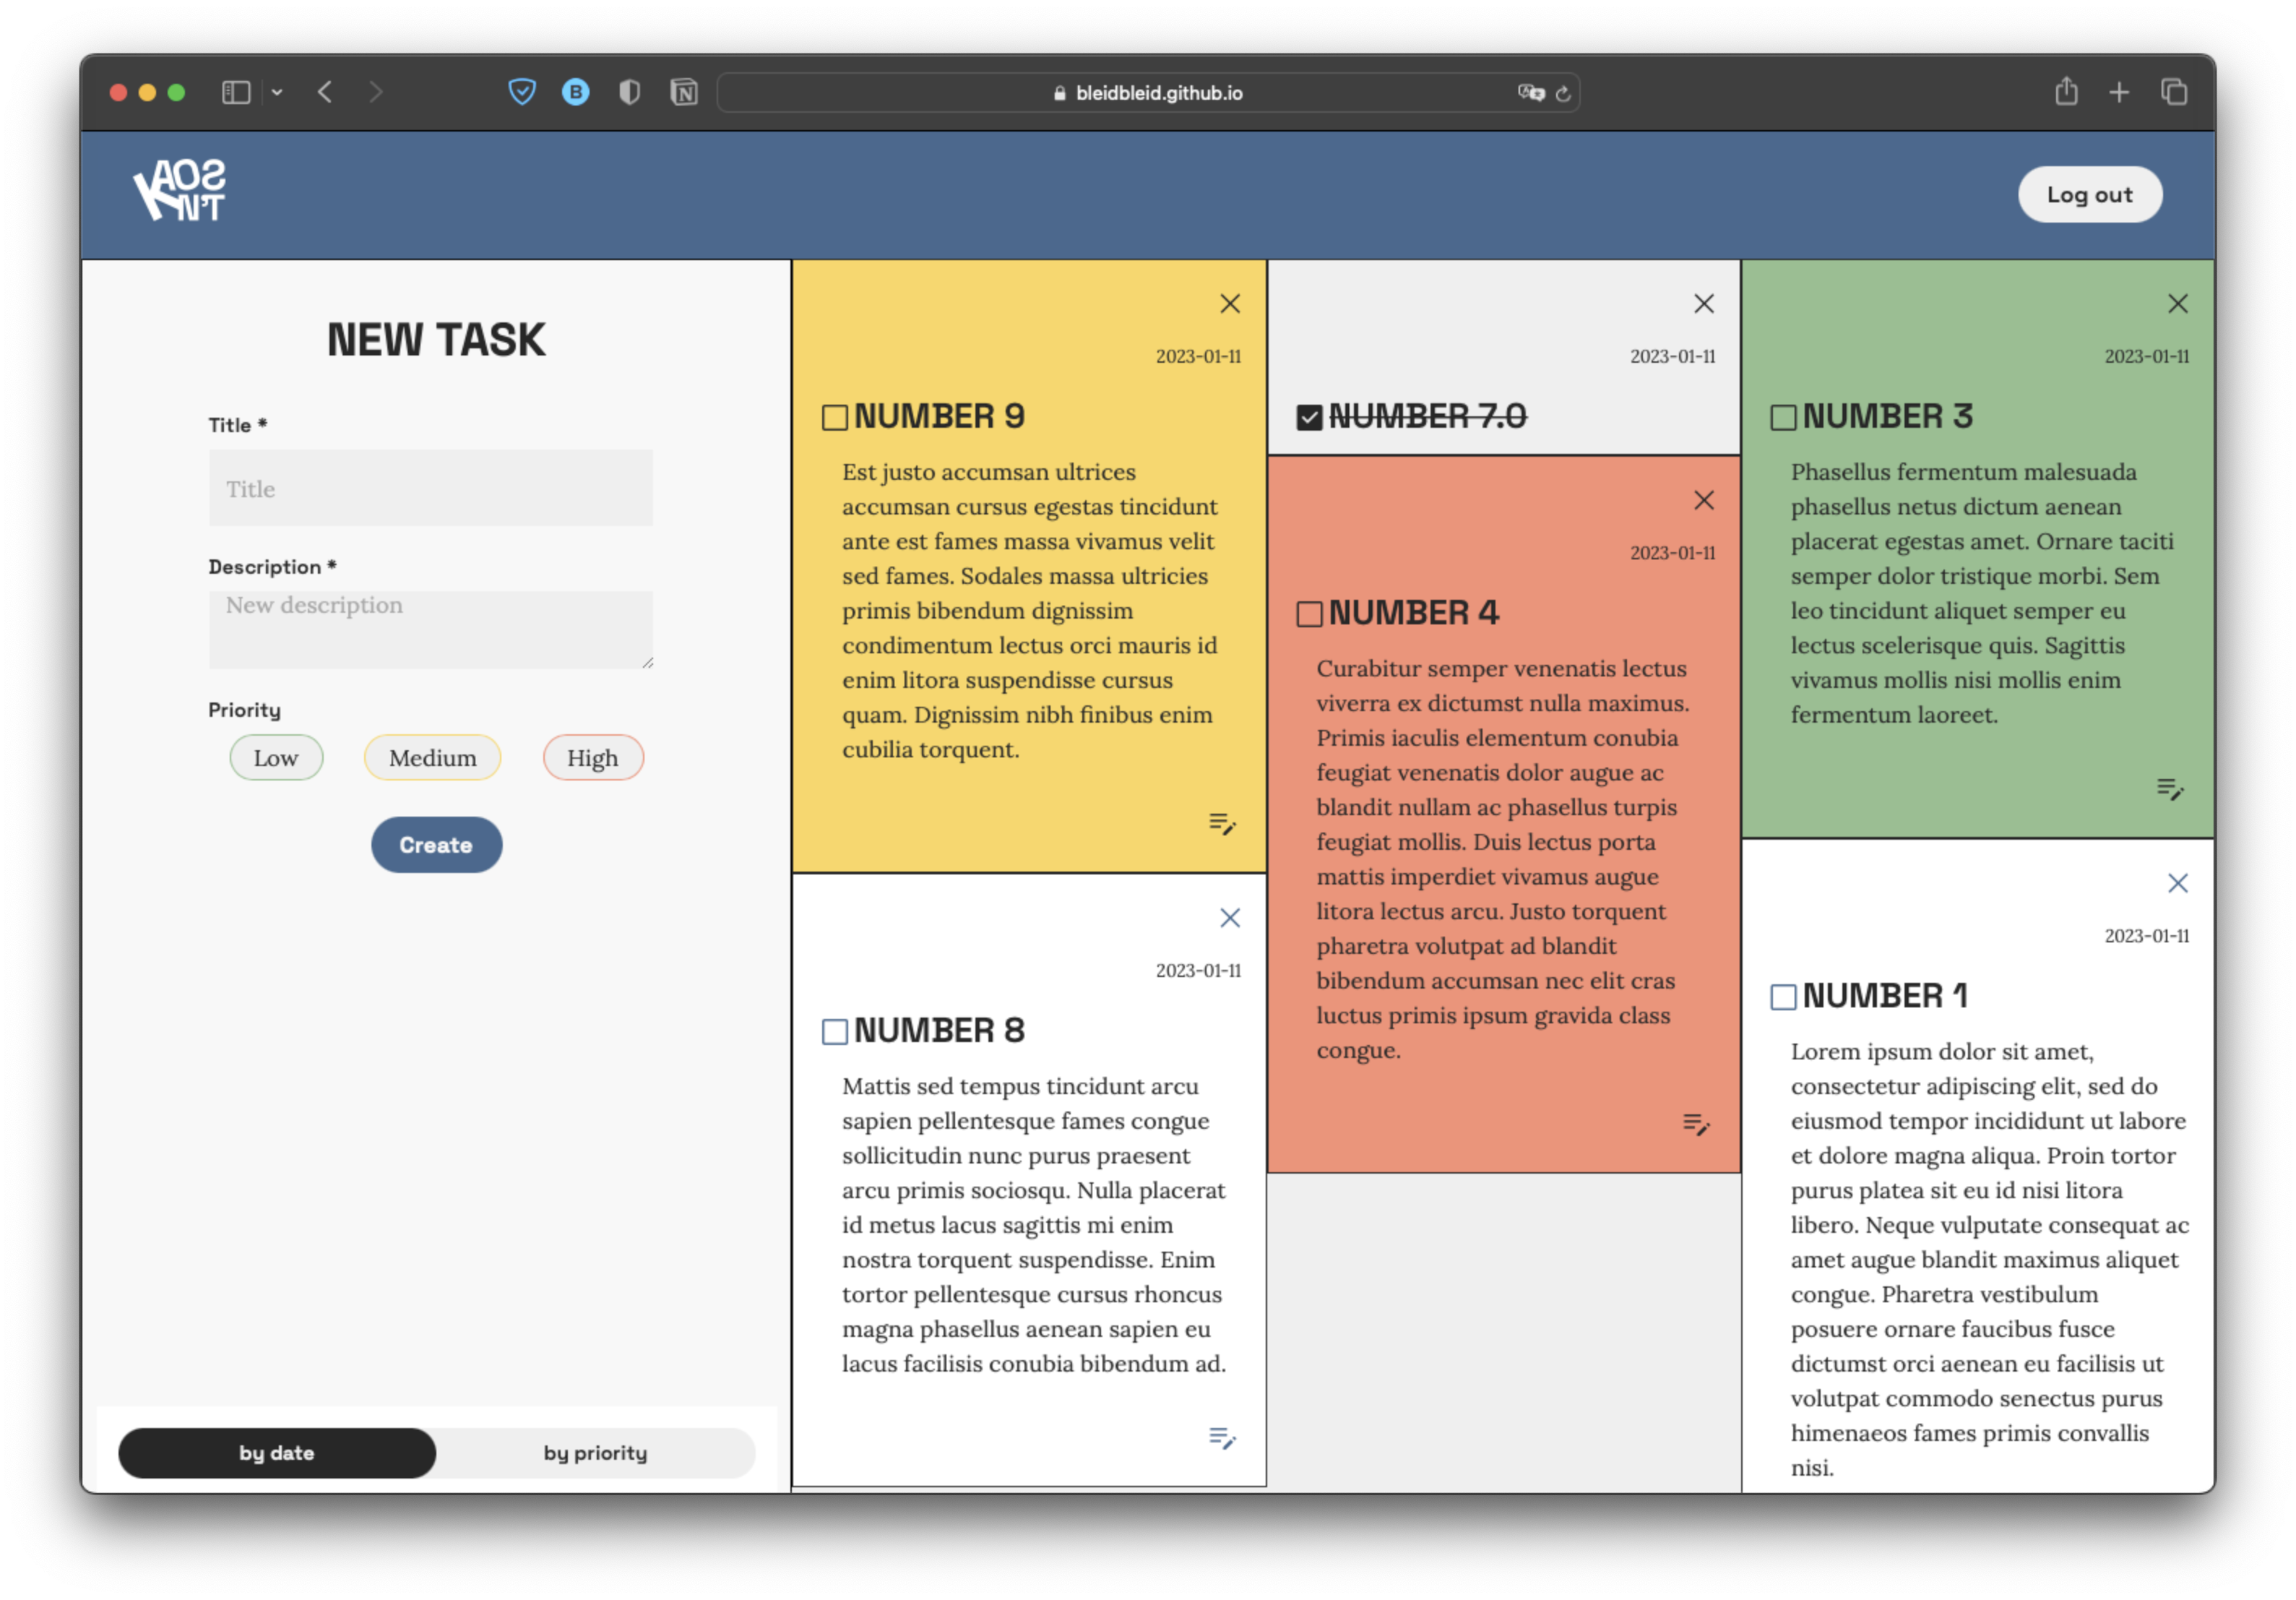 bleidbleid.github.io
KAOSN'T
Log out
NEW TASK
Title *
Title
Description *
New description
Priority
Low
Medium
High
Create
by date
by priority
2023-01-11
NUMBER 9
Est justo accumsan ultrices
accumsan cursus egestas tincidunt
ante est fames massa vivamus velit
sed fames. Sodales massa ultricies
primis bibendum dignissim
condimentum lectus orci mauris id
enim litora suspendisse cursus
quam. Dignissim nibh finibus enim
cubilia torquent.
2023-01-11
NUMBER 8
Mattis sed tempus tincidunt arcu
sapien pellentesque fames congue
sollicitudin nunc purus praesent
arcu primis sociosqu. Nulla placerat
id metus lacus sagittis mi enim
nostra torquent suspendisse. Enim
tortor pellentesque cursus rhoncus
magna phasellus aenean sapien eu
lacus facilisis conubia bibendum ad.
2023-01-11
NUMBER 7.0
2023-01-11
NUMBER 4
Curabitur semper venenatis lectus
viverra ex dictumst nulla maximus.
Primis iaculis elementum conubia
feugiat venenatis dolor augue ac
blandit nullam ac phasellus turpis
feugiat mollis. Duis lectus porta
mattis imperdiet vivamus augue
litora lectus arcu. Justo torquent
pharetra volutpat ad blandit
bibendum accumsan nec elit cras
luctus primis ipsum gravida class
congue.
2023-01-11
NUMBER 3
Phasellus fermentum malesuada
phasellus netus dictum aenean
placerat egestas amet. Ornare taciti
semper dolor tristique morbi. Sem
leo tincidunt aliquet semper eu
lectus scelerisque quis. Sagittis
vivamus mollis nisi mollis enim
fermentum laoreet.
2023-01-11
NUMBER 1
Lorem ipsum dolor sit amet,
consectetur adipiscing elit, sed do
eiusmod tempor incididunt ut labore
et dolore magna aliqua. Proin tortor
purus platea sit eu id nisi litora
libero. Neque vulputate consequat ac
amet augue blandit maximus aliquet
congue. Pharetra vestibulum
posuere ornare faucibus fusce
dictumst orci aenean eu facilisis ut
volutpat commodo senectus purus
himenaeos fames primis convallis
nisi.